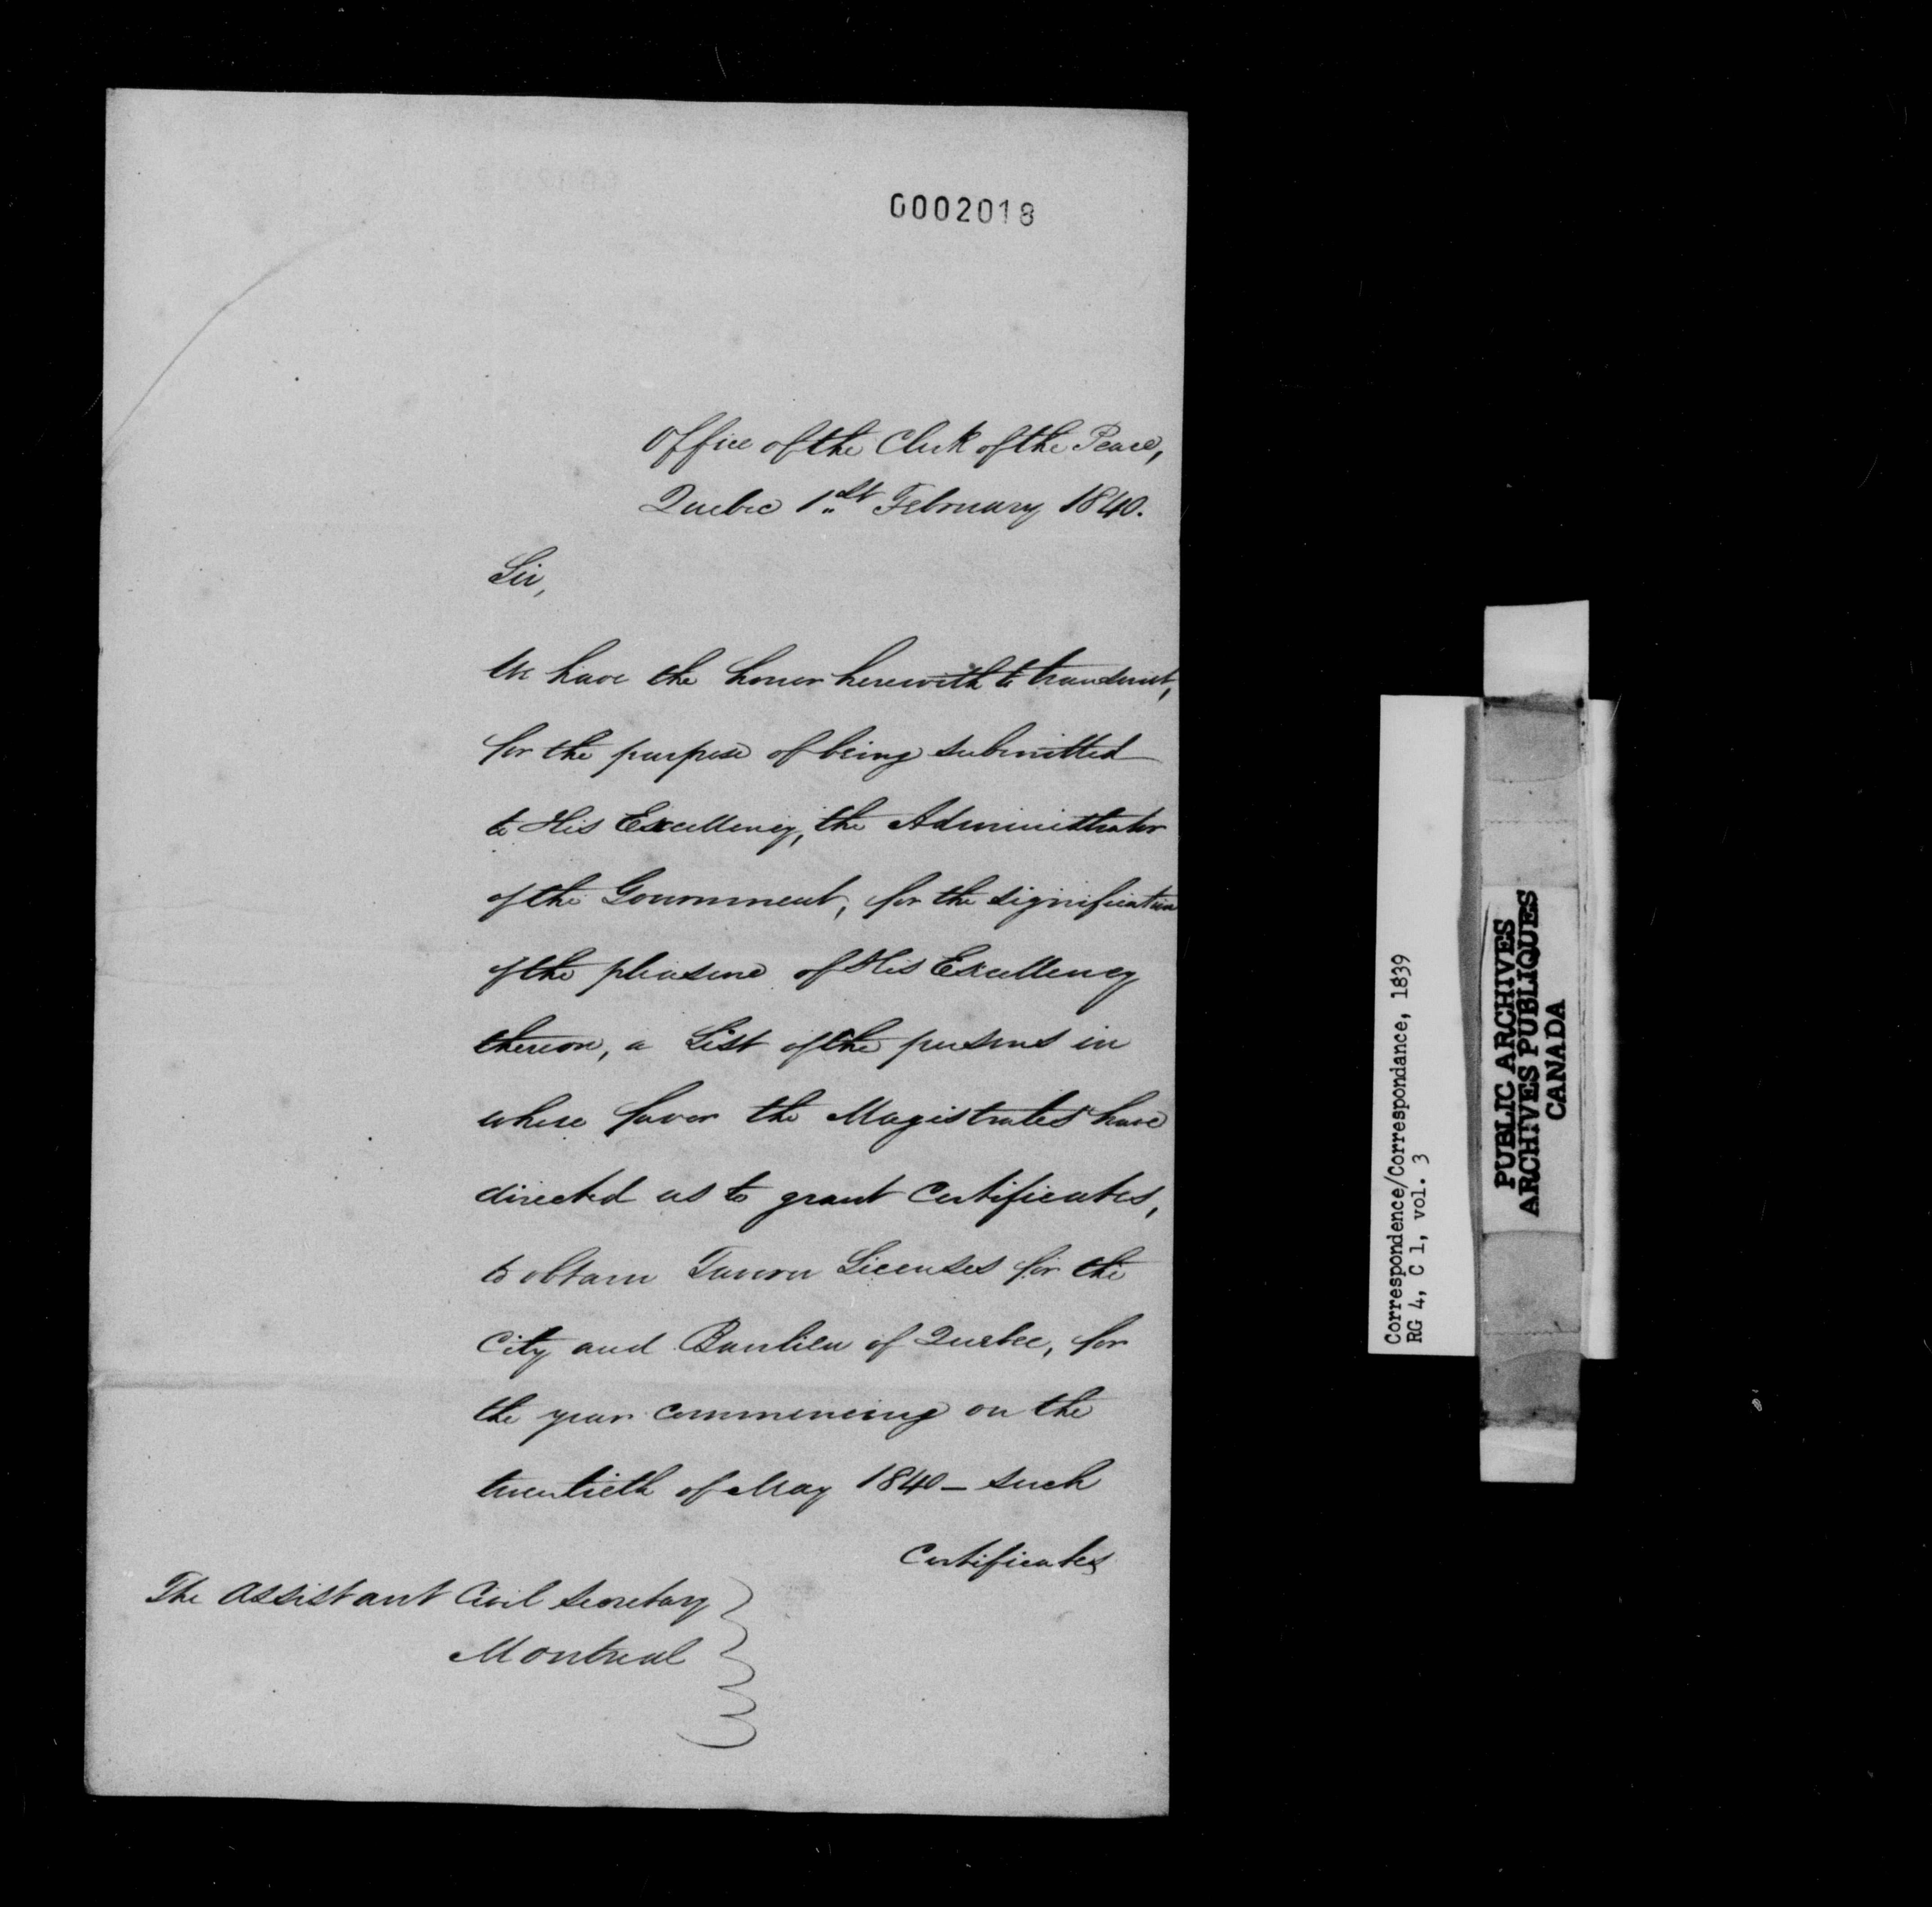 0002018
Office of the Clerk of the Peace,
Quebec 1st February 1840.
Sir,
We have the honor herewith to transmit,
for the purpose of being submitted
to His Excellency, the Administrator
of the Government, for the signification
of the pleasure of His Excellency
thereon, a List of the persons in
whose favor the Magistrates have
directed us to grant Certificates,
to obtain Tavern Licenses for the
City and Banlieu of Quebec, for
the year commencing on the
twentieth of May 1840 – such
Certificates
The Assistant Civil Secretary
Montreal
Correspondence/Correspondance, 1839
RG 4, C 1, vol. 3
PUBLIC ARCHIVES
ARCHIVES PUBLIQUES
CANADA